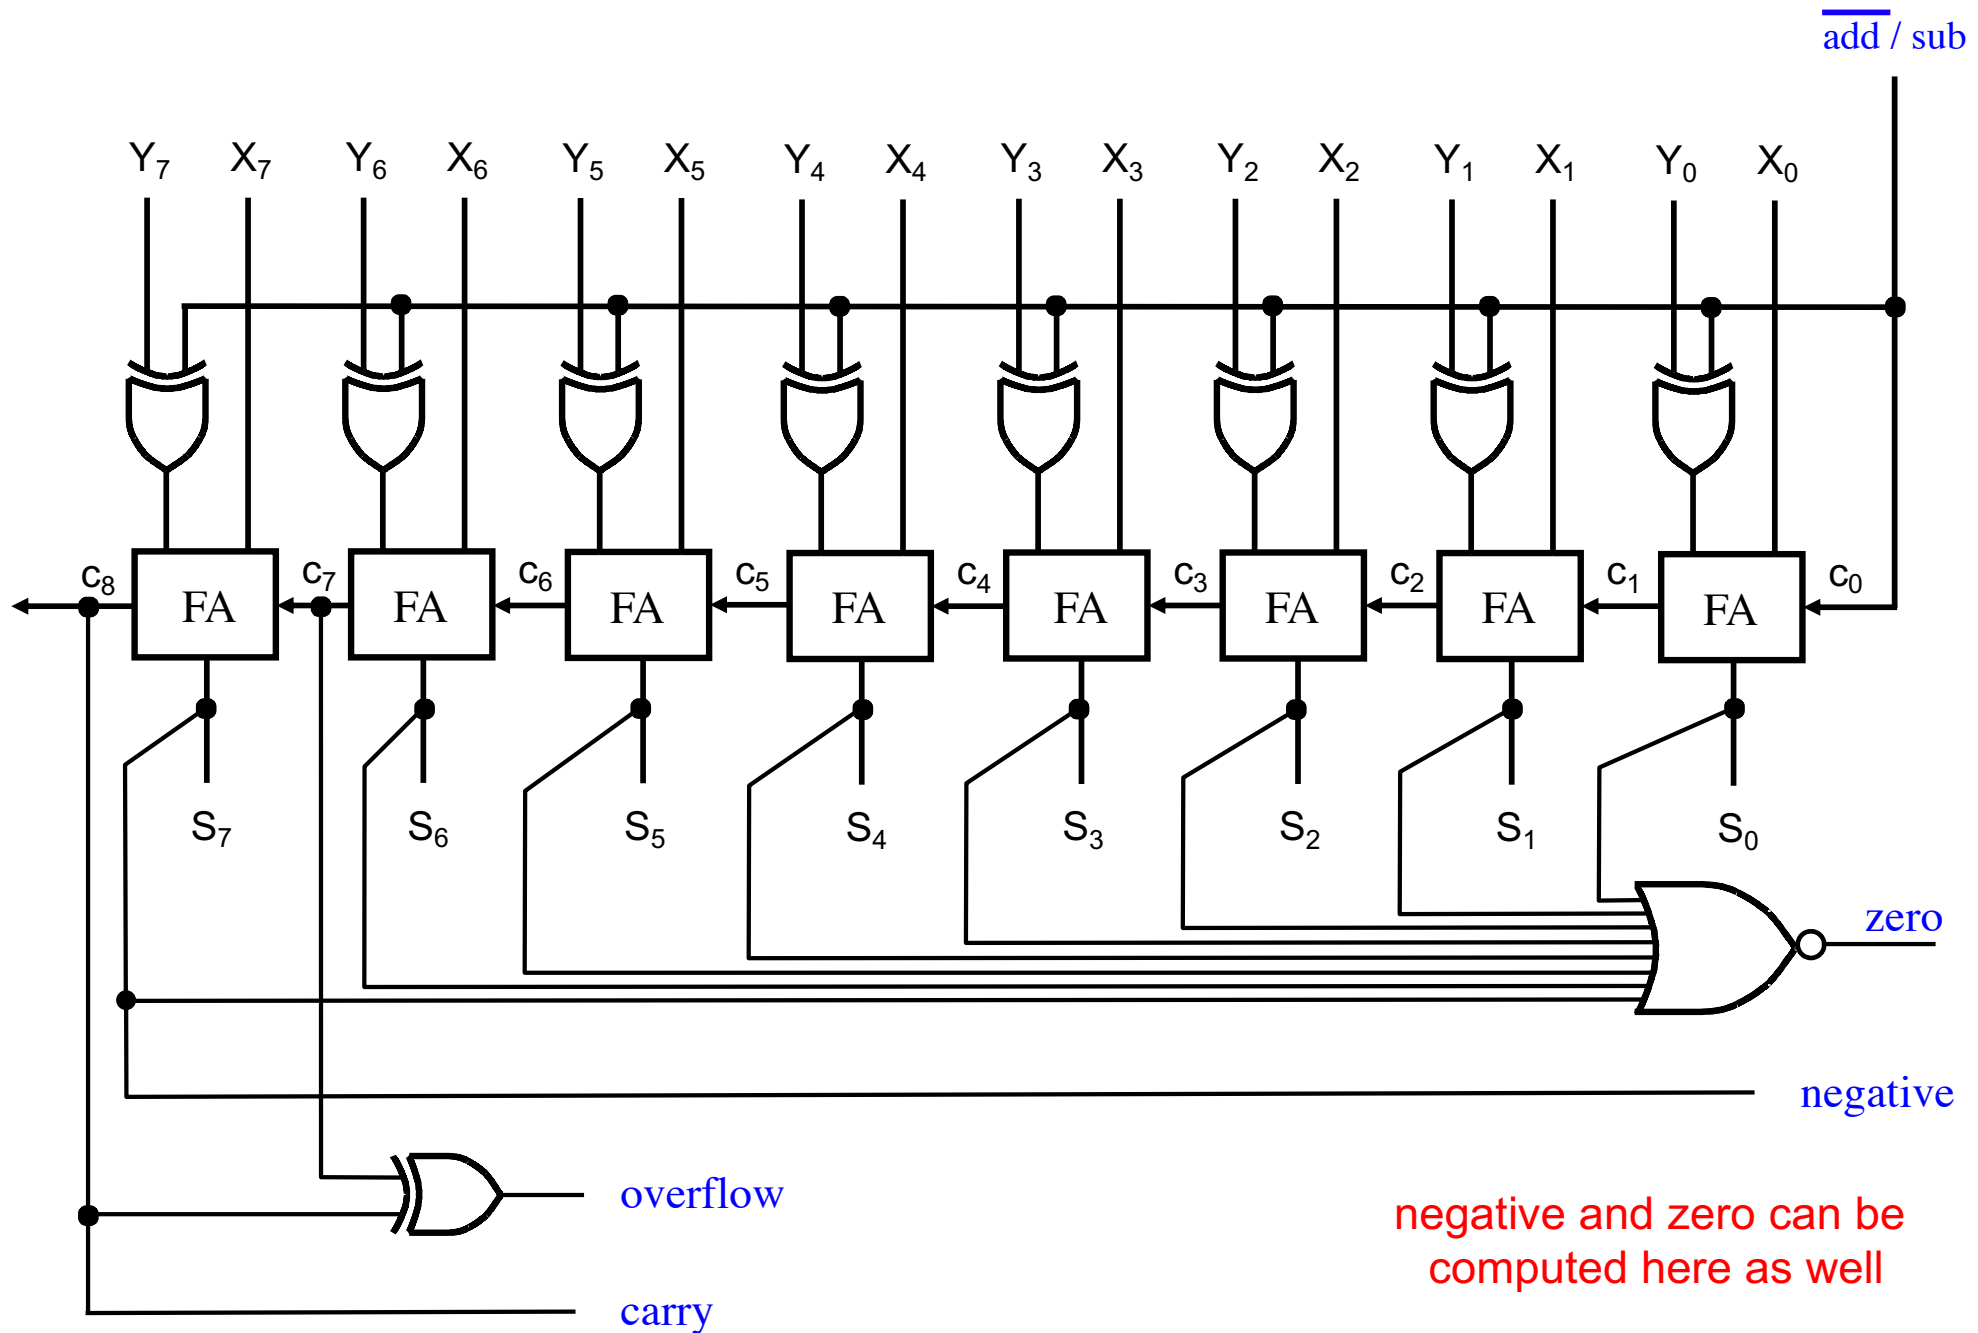 add / sub
Y7 X7 Y6 X6 Y5 X5 Y4 X4 Y3 X3 Y2 X2 Y1 X1 Y0 X0
c8 FA c7 FA c6 FA c5 FA c4 FA c3 FA c2 FA c1 FA c0
S7 S6 S5 S4 S3 S2 S1 S0
zero
negative
overflow
negative and zero can be
computed here as well
carry